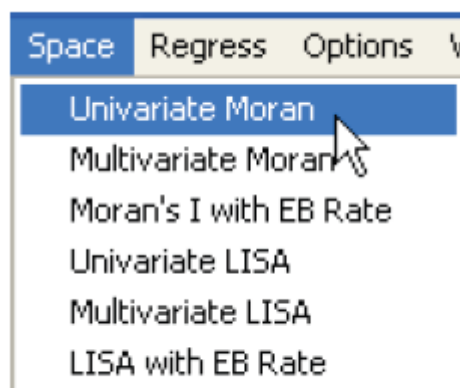 Space Regress Options
Univariate Moran
Multivariate Moran
Moran's I with EB Rate
Univariate LISA
Multivariate LISA
LISA with EB Rate